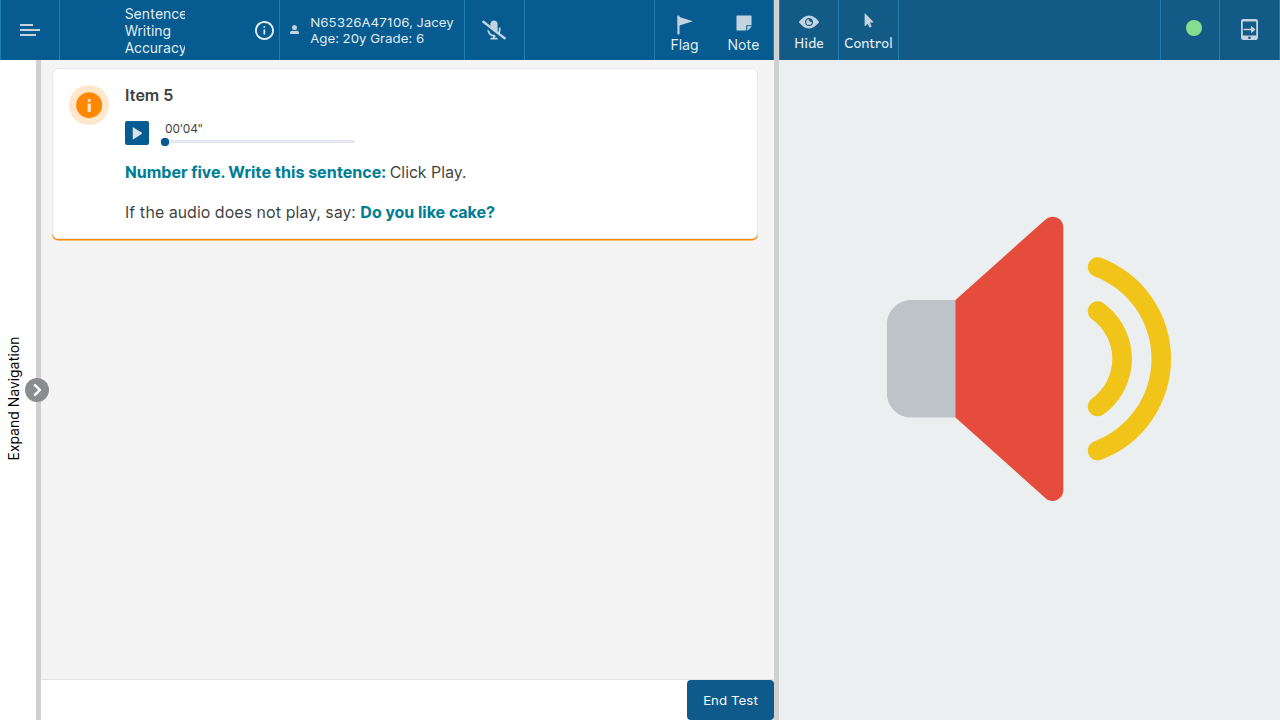 Sentence
Writing
Accuracy
N65326A47106, Jacey
Age: 20y Grade: 6
Flag
Note
Hide
Control
Item 5
00'04"
Number five. Write this sentence: Click Play.
If the audio does not play, say: Do you like cake?
Expand Navigation
End Test